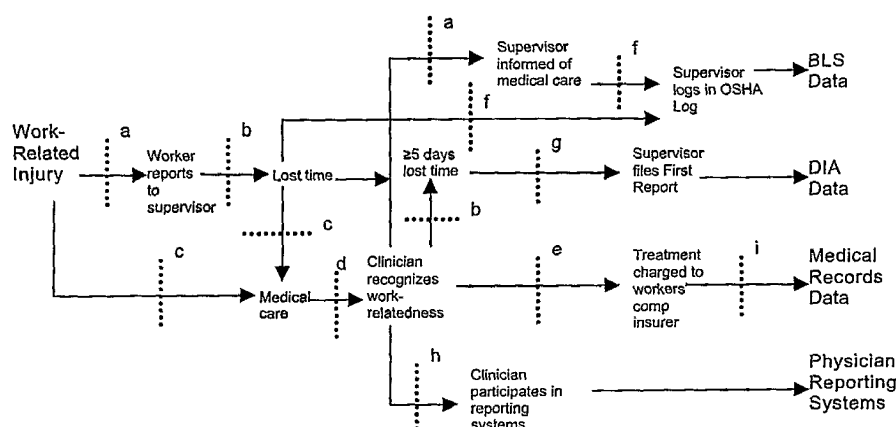 a
Supervisor
informed of
medical care
f
Supervisor
logs in OSHA
Log
BLS
Data
f
Work-
Related
Injury
a
Worker
reports
to
supervisor
b
Lost time
≥5 days
lost time
g
Supervisor
files First
Report
DIA
Data
b
c
c
Medical
care
d
Clinician
recognizes
work-
relatedness
e
Treatment
charged to
workers
comp
insurer
i
Medical
Records
Data
h
Clinician
participates in
reporting
systems
Physician
Reporting
Systems